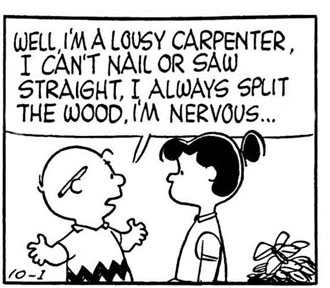 WELL, I'M A LOUSY CARPENTER,
I CAN'T NAIL OR SAW
STRAIGHT, I ALWAYS SPLIT
THE WOOD, I'M NERVOUS...
10-1